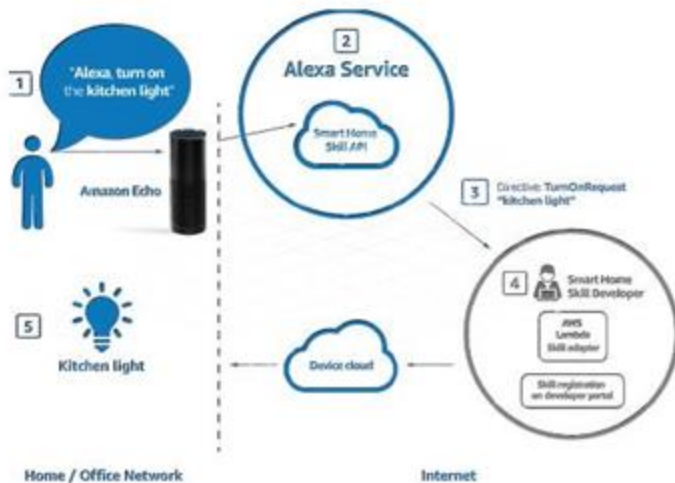 1
"Alexa, turn on
the kitchen light"
Amazon Echo
2
Alexa Service
Smart Home
Skill API
3
Directive: TurnOnRequest
"kitchen light"
4
Smart Home
Skill Developer
AWS
Lambda
Skill adapter
Skill registration
on developer portal
Device cloud
5
Kitchen light
Home / Office Network
Internet